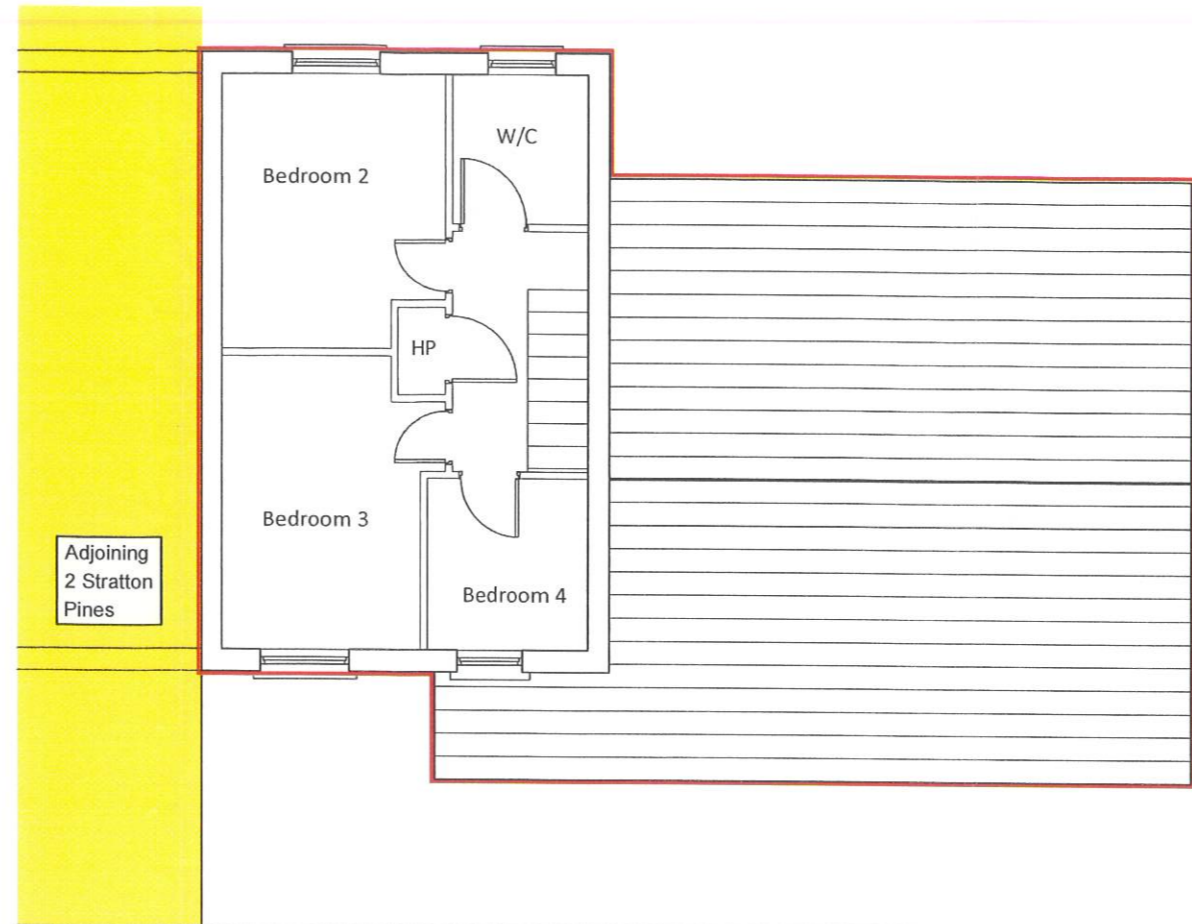 W/C
Bedroom 2
HP
Bedroom 3
Adjoining
2 Stratton
Pines
Bedroom 4